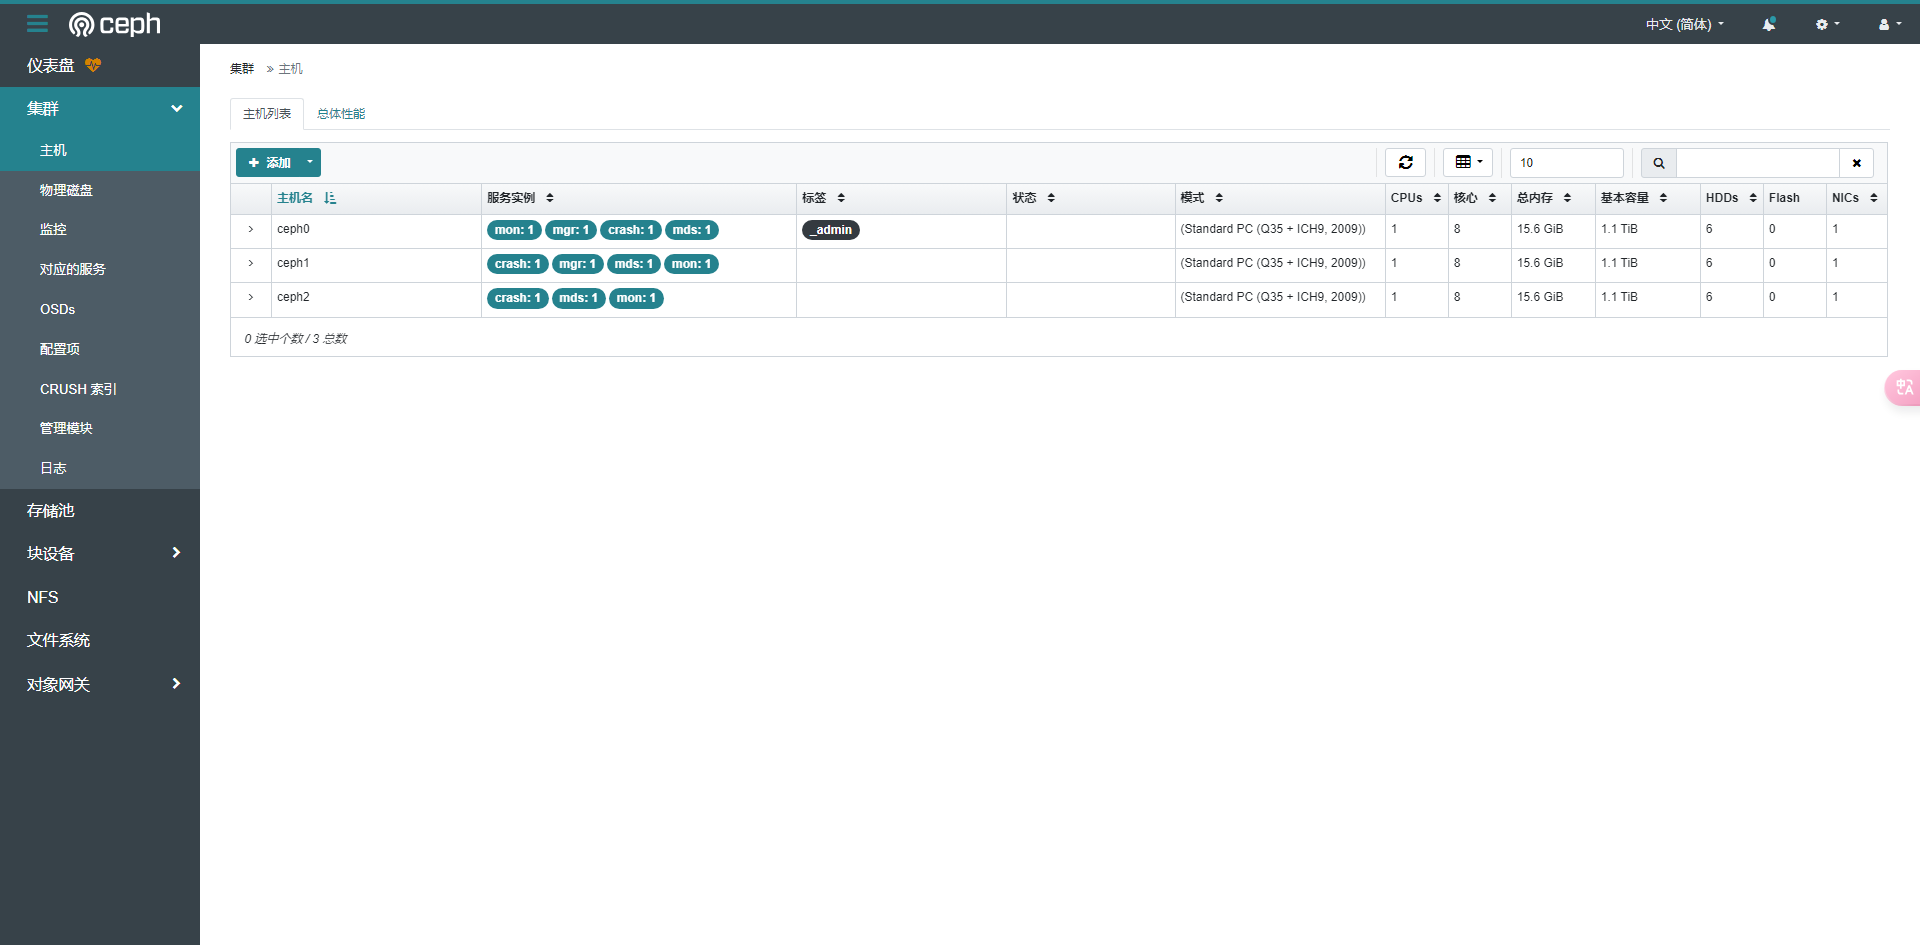 ceph
中文 (简体)
仪表盘
集群
主机
物理磁盘
监控
对应的服务
OSDs
配置项
CRUSH 索引
管理模块
日志
存储池
块设备
NFS
文件系统
对象网关
集群 » 主机
主机列表 总体性能
添加 10
主机名 服务实例 标签 状态 模式 CPUs 核心 总内存 基本容量 HDDs Flash NICs
ceph0 mon: 1 mgr: 1 crash: 1 mds: 1 _admin (Standard PC (Q35 + ICH9, 2009)) 1 8 15.6 GiB 1.1 TiB 6 0 1
ceph1 crash: 1 mgr: 1 mds: 1 mon: 1 (Standard PC (Q35 + ICH9, 2009)) 1 8 15.6 GiB 1.1 TiB 6 0 1
ceph2 crash: 1 mds: 1 mon: 1 (Standard PC (Q35 + ICH9, 2009)) 1 8 15.6 GiB 1.1 TiB 6 0 1
0 选中个数 / 3 总数
中A